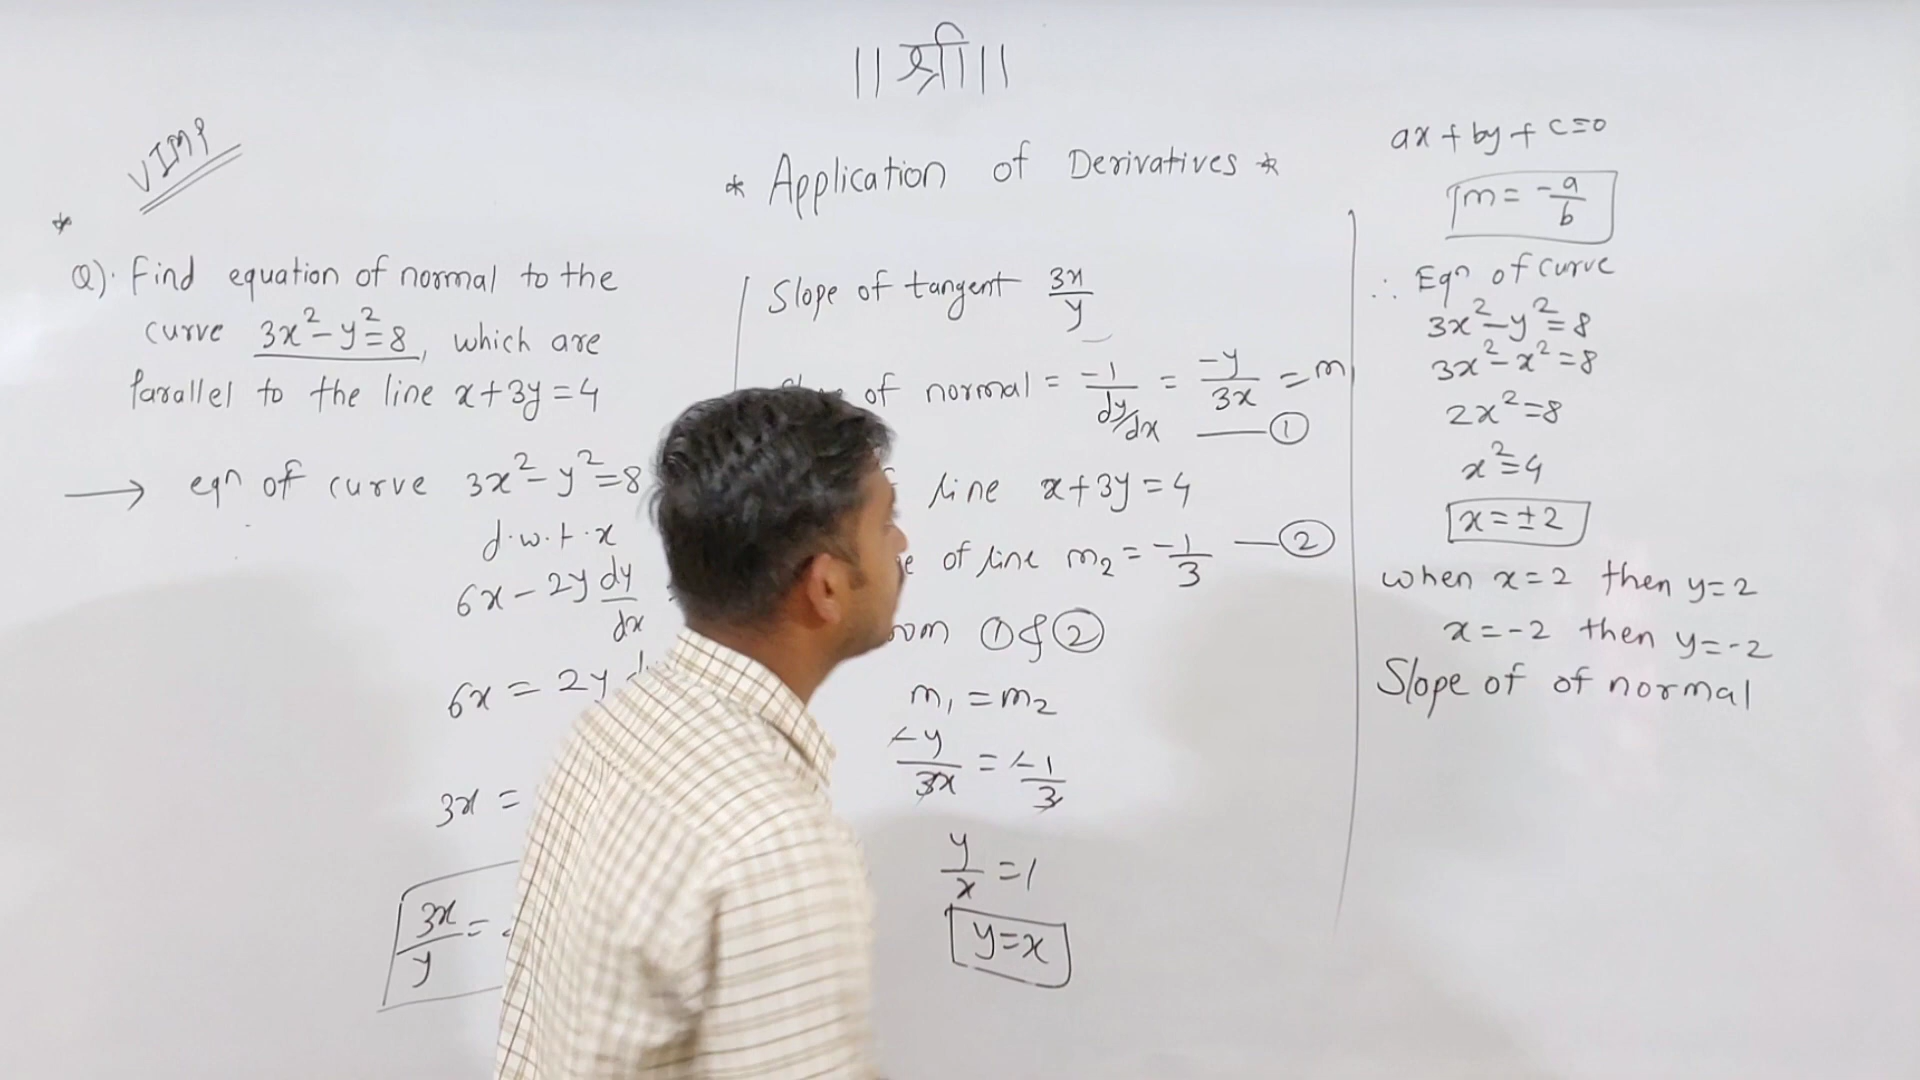 || श्री ||
VIMP
* Application of Derivatives *
*
Q). Find equation of normal to the
curve 3x²-y²=8, which are
Parallel to the line x+3y=4
→ eqn of curve 3x²-y²=8
d.w.r.x
6x-2y dy/dx
6x = 2y
3x =
3x/y =
Slope of tangent 3x/y
of normal = -1/dy/dx = -y/3x = m
—①
line x+3y=4
of line m₂ = -1/3 —②
①&②
m₁ = m₂
-y/3x = -1/3
y/x = 1
y=x
ax+by+c=0
m = -a/b
∴ Eqn of curve
3x²-y²=8
3x²-x²=8
2x²=8
x²=4
x=±2
when x=2 then y=2
x=-2 then y=-2
Slope of of normal